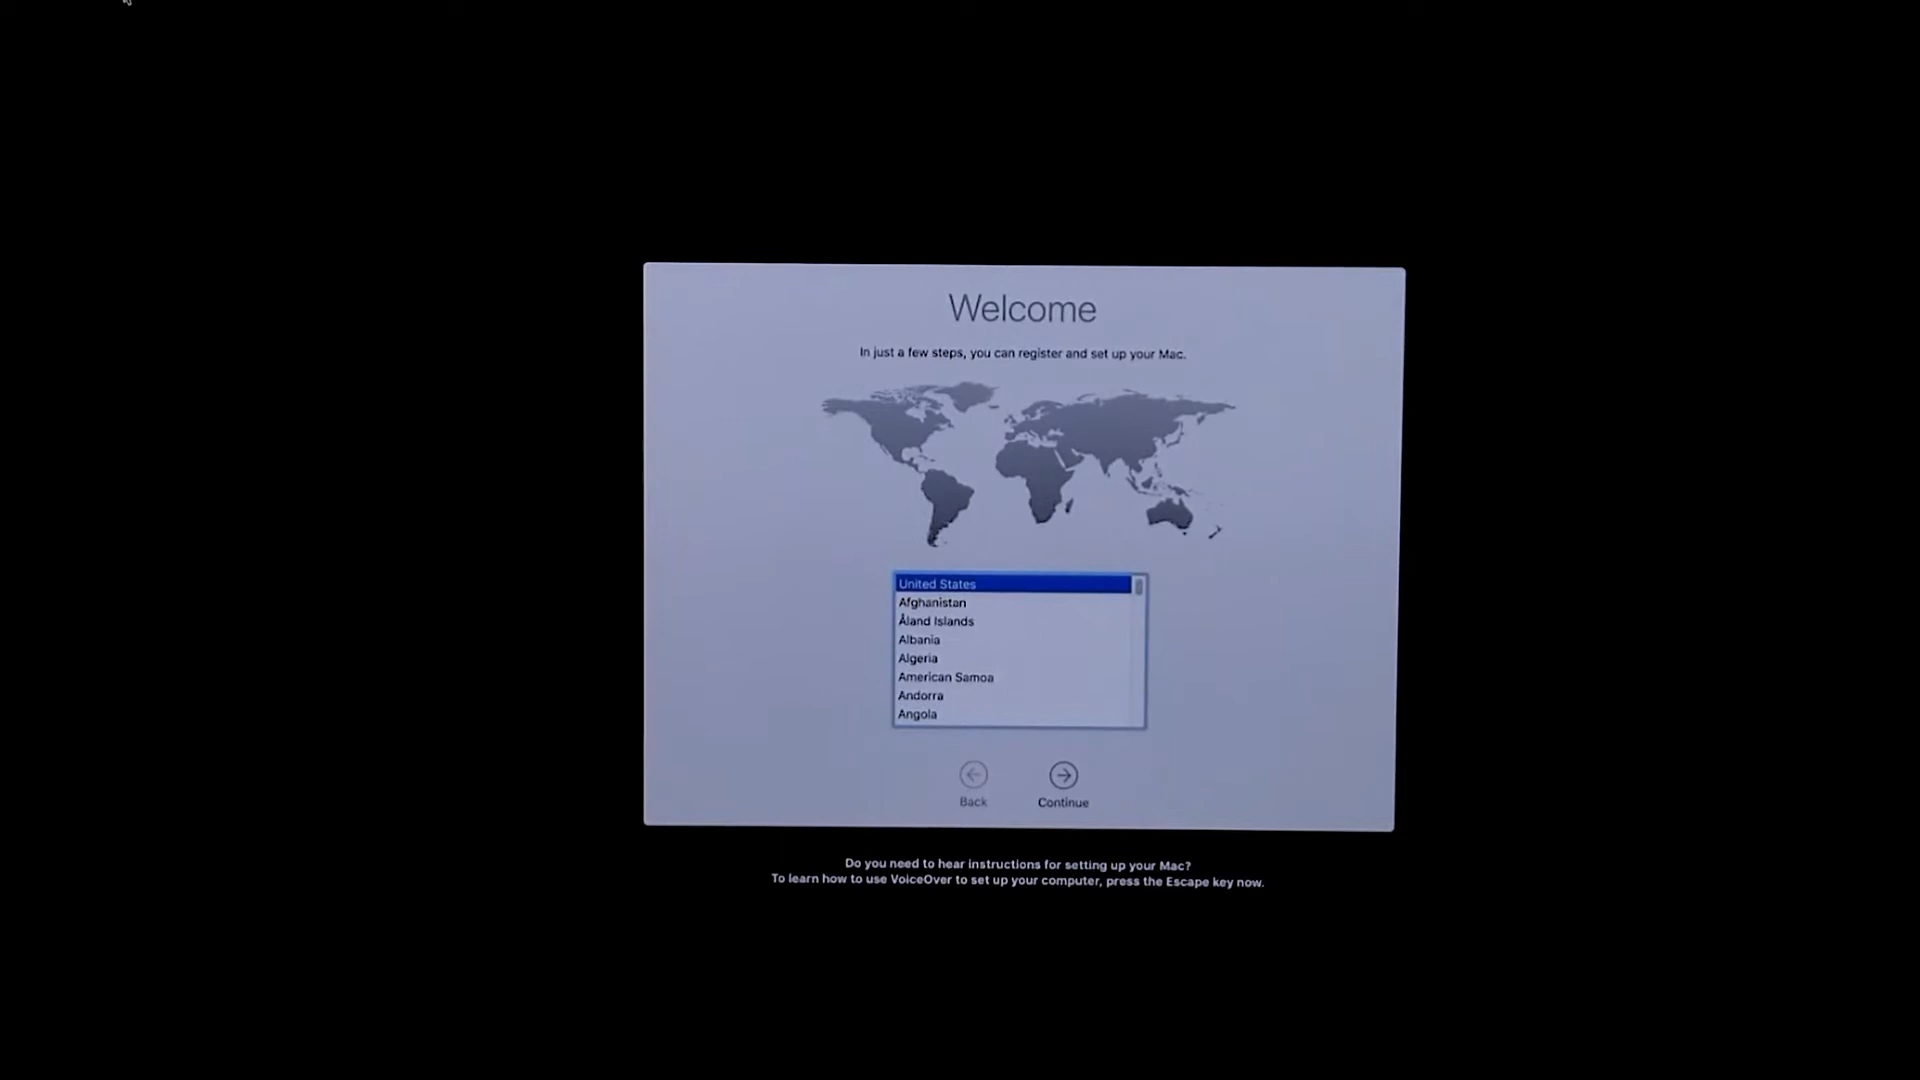 Welcome
In just a few steps, you can register and set up your Mac.
United States
Afghanistan
Åland Islands
Albania
Algeria
American Samoa
Andorra
Angola
Back
Continue
Do you need to hear instructions for setting up your Mac?
To learn how to use VoiceOver to set up your computer, press the Escape key now.